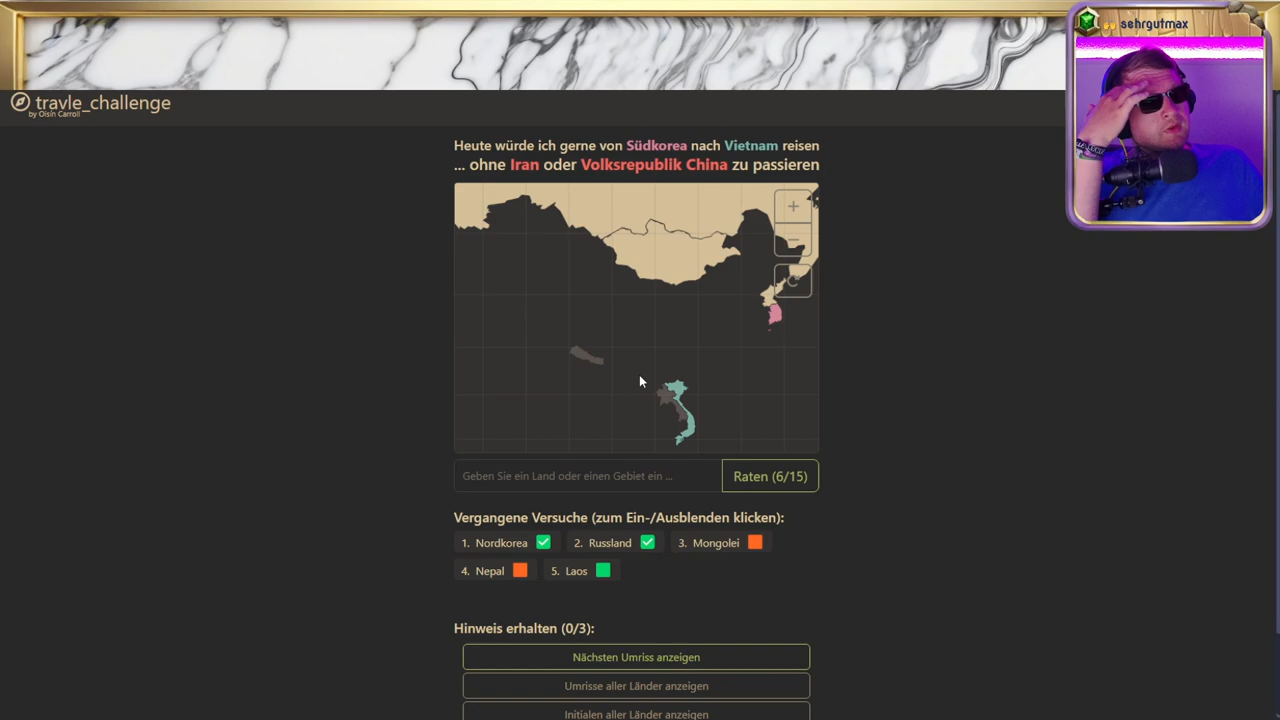 sehrgutmax
travle_challenge
by Oisín Carroll
Heute würde ich gerne von Südkorea nach Vietnam reisen
... ohne Iran oder Volksrepublik China zu passieren
+
−
Geben Sie ein Land oder einen Gebiet ein ...
Raten (6/15)
Vergangene Versuche (zum Ein-/Ausblenden klicken):
1. Nordkorea
2. Russland
3. Mongolei
4. Nepal
5. Laos
Hinweis erhalten (0/3):
Nächsten Umriss anzeigen
Umrisse aller Länder anzeigen
Initialen aller Länder anzeigen